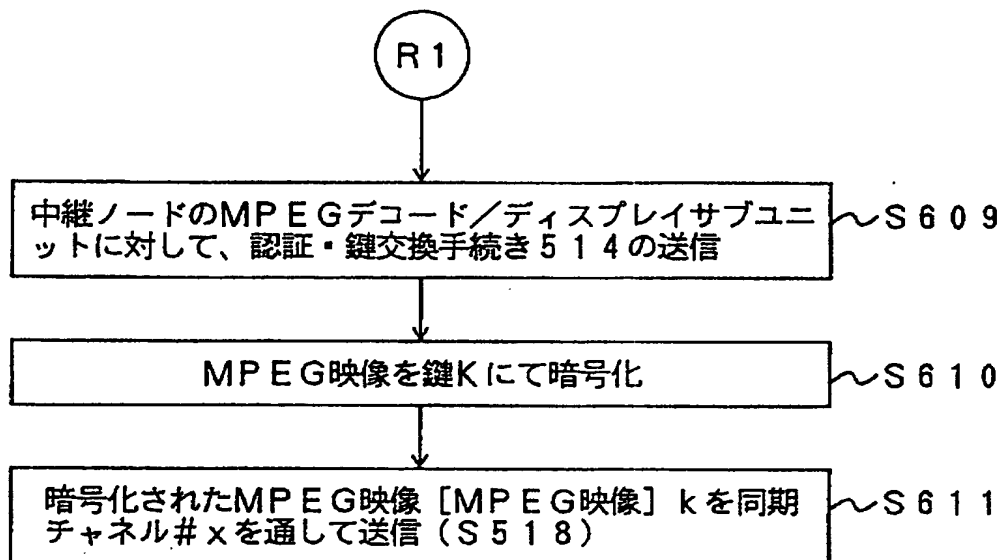 R1
中継ノードのMPEGデコード/ディスプレイサブユニ
ットに対して、認証・鍵交換手続き514の送信
S609
MPEG映像を鍵Kにて暗号化
S610
暗号化されたMPEG映像[MPEG映像]kを同期
チャネル#xを通して送信(S518)
S611